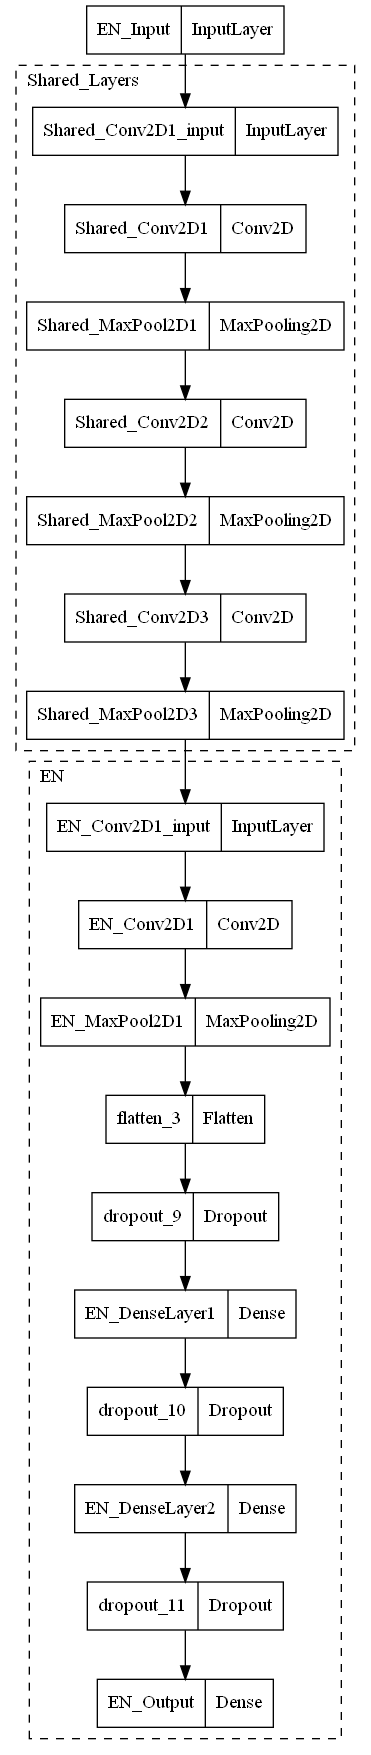 EN_Input InputLayer
Shared_Layers
Shared_Conv2D1_input InputLayer
Shared_Conv2D1 Conv2D
Shared_MaxPool2D1 MaxPooling2D
Shared_Conv2D2 Conv2D
Shared_MaxPool2D2 MaxPooling2D
Shared_Conv2D3 Conv2D
Shared_MaxPool2D3 MaxPooling2D
EN
EN_Conv2D1_input InputLayer
EN_Conv2D1 Conv2D
EN_MaxPool2D1 MaxPooling2D
flatten_3 Flatten
dropout_9 Dropout
EN_DenseLayer1 Dense
dropout_10 Dropout
EN_DenseLayer2 Dense
dropout_11 Dropout
EN_Output Dense